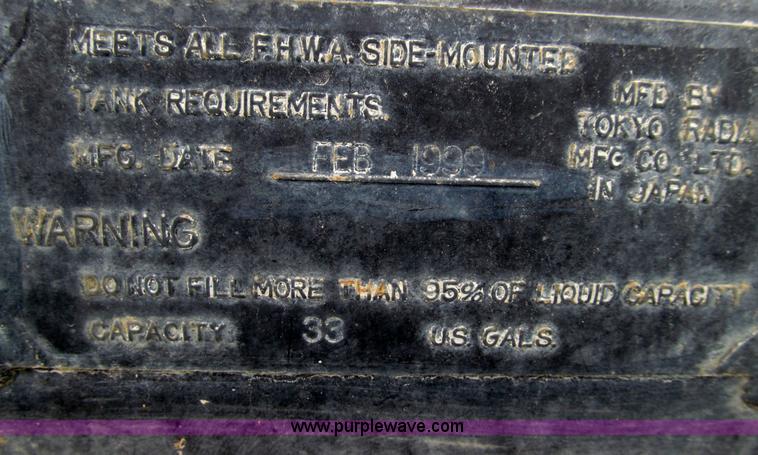 MEETS ALL F.H.W.A. SIDE-MOUNTED
TANK REQUIREMENTS.
MFG. DATE FEB 1999
MFD BY
TOKYO RADIA
MFG CO., LTD.
IN JAPAN
WARNING
DO NOT FILL MORE THAN 95% OF LIQUID CAPACITY
CAPACITY 33 U.S. GALS.
www.purplewave.com